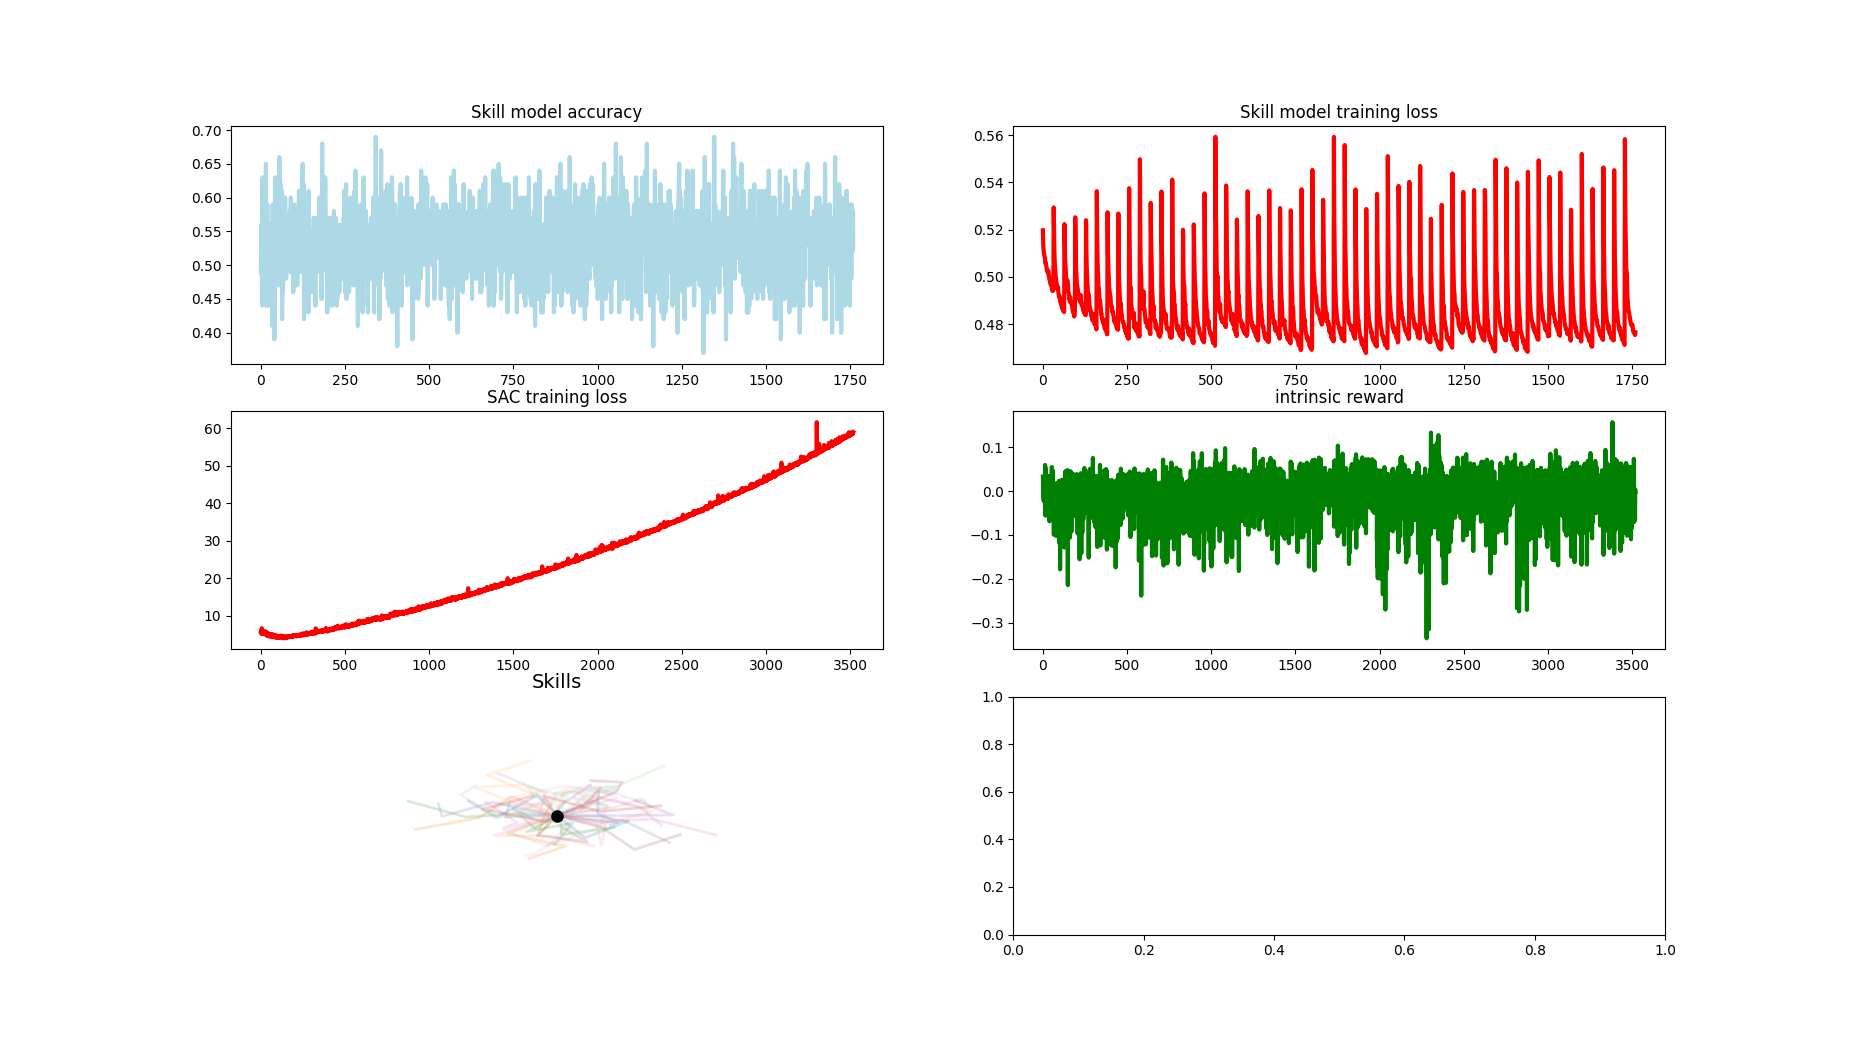 Skill model accuracy
0.70
0.65
0.60
0.55
0.50
0.45
0.40
0 250 500 750 1000 1250 1500 1750
Skill model training loss
0.56
0.54
0.52
0.50
0.48
0 250 500 750 1000 1250 1500 1750
SAC training loss
60
50
40
30
20
10
0 500 1000 1500 2000 2500 3000 3500
intrinsic reward
0.1
0.0
−0.1
−0.2
−0.3
0 500 1000 1500 2000 2500 3000 3500
Skills
1.0
0.8
0.6
0.4
0.2
0.0
0.0 0.2 0.4 0.6 0.8 1.0